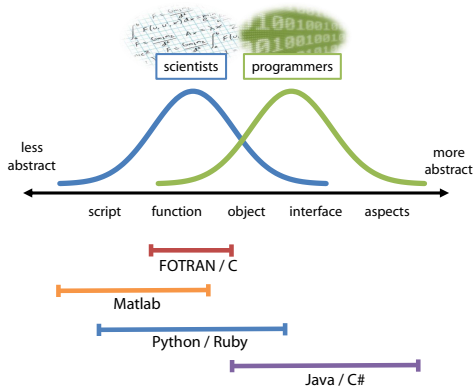 scientists
programmers
less
abstract
more
abstract
script
function
object
interface
aspects
FOTRAN / C
Matlab
Python / Ruby
Java / C#